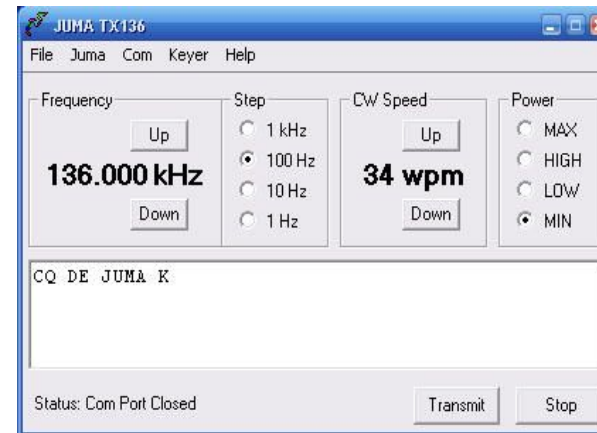 JUMA TX136
File Juma Com Keyer Help
Frequency
Up
136.000 kHz
Down
Step
1 kHz
100 Hz
10 Hz
1 Hz
CW Speed
Up
34 wpm
Down
Power
MAX
HIGH
LOW
MIN
CQ DE JUMA K
Status: Com Port Closed
Transmit
Stop